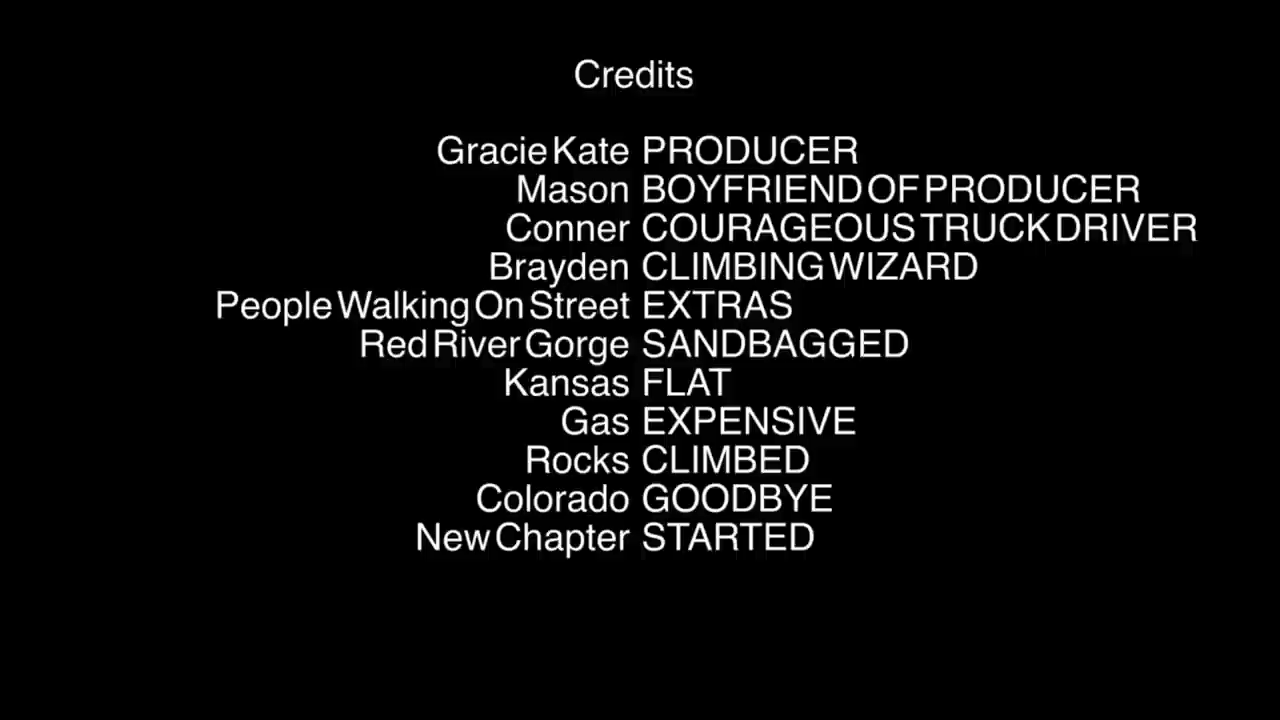 Credits
Gracie Kate PRODUCER
Mason BOYFRIEND OF PRODUCER
Conner COURAGEOUS TRUCK DRIVER
Brayden CLIMBING WIZARD
People Walking On Street EXTRAS
Red River Gorge SANDBAGGED
Kansas FLAT
Gas EXPENSIVE
Rocks CLIMBED
Colorado GOODBYE
New Chapter STARTED